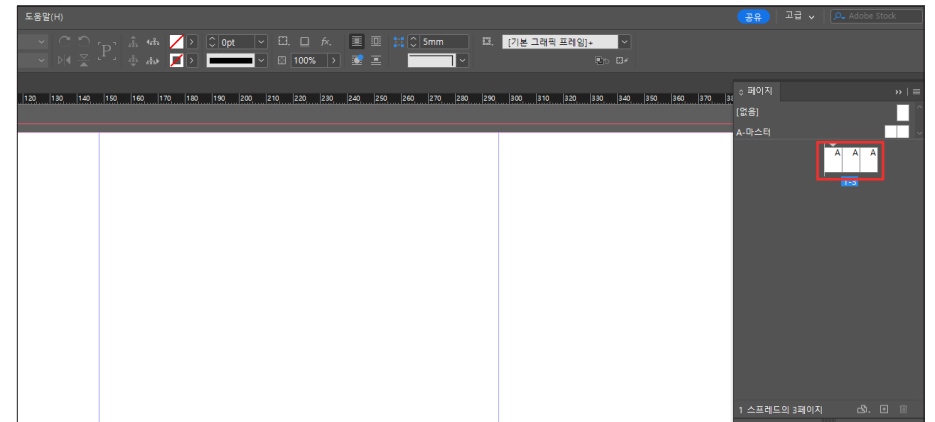 도움말(H) 공유 고급 Adobe Stock
P 0pt fx. 5mm [기본 그래픽 프레임]+
P 100%
120 130 140 150 160 170 180 190 200 210 220 230 240 250 260 270 280 290 300 310 320 330 340 350 360 370
페이지
[없음]
A-마스터
A A A
1-3
1 스프레드의 3페이지